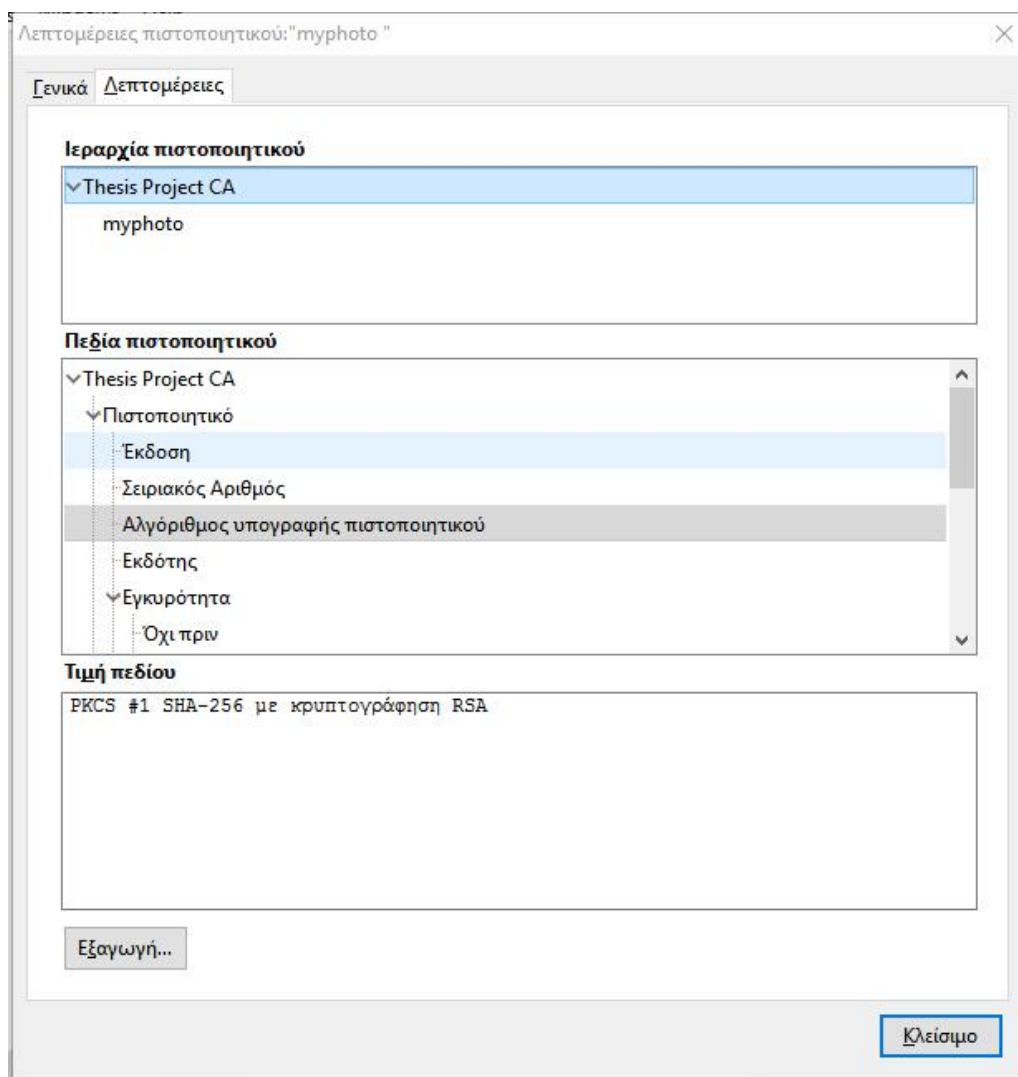 Λεπτομέρειες πιστοποιητικού:"myphoto "
Γενικά Λεπτομέρειες
Ιεραρχία πιστοποιητικού
Thesis Project CA
myphoto
Πεδία πιστοποιητικού
Thesis Project CA
Πιστοποιητικό
Έκδοση
Σειριακός Αριθμός
Αλγόριθμος υπογραφής πιστοποιητικού
Εκδότης
Εγκυρότητα
Όχι πριν
Τιμή πεδίου
PKCS #1 SHA-256 με κρυπτογράφηση RSA
Εξαγωγή...
Κλείσιμο